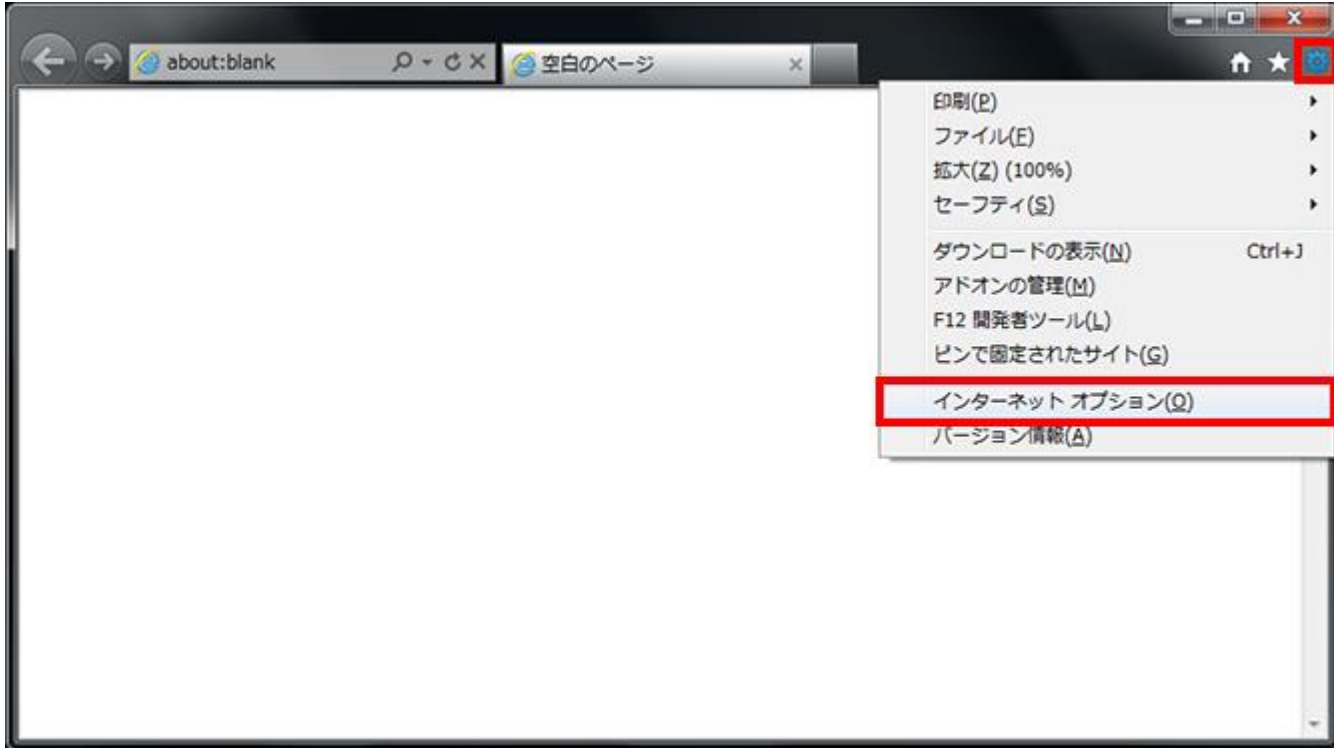 about:blank
空白のページ
印刷(P)
ファイル(F)
拡大(Z) (100%)
セーフティ(S)
ダウンロードの表示(N) Ctrl+J
アドオンの管理(M)
F12 開発者ツール(L)
ピンで固定されたサイト(G)
インターネット オプション(O)
バージョン情報(A)